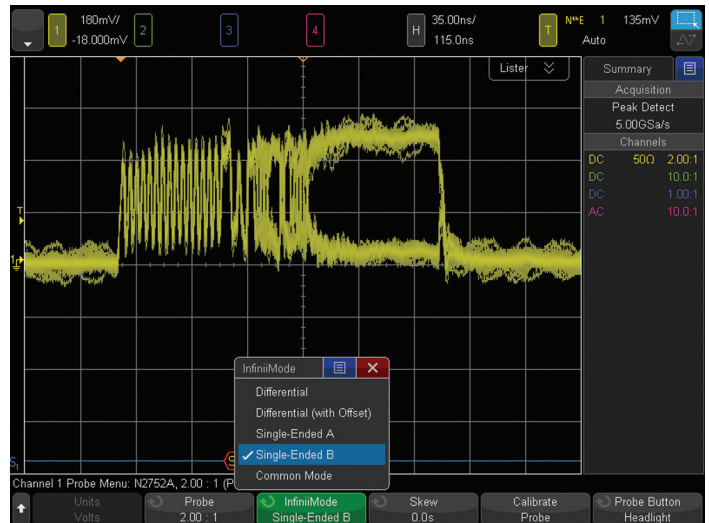 1 180mV/ -18.000mV 2 3 4 H 35.00ns/ 115.0ns T 1 135mV Auto
Lister
Summary
Acquisition
Peak Detect
5.00GSa/s
Channels
DC 50Ω 2.00:1
DC 10.0:1
DC 1.00:1
AC 10.0:1
T
1
InfiniiMode
Differential
Differential (with Offset)
Single-Ended A
Single-Ended B
Common Mode
S1
Channel 1 Probe Menu: N2752A, 2.00 : 1 (P
Units Volts
Probe 2.00 : 1
InfiniiMode Single-Ended B
Skew 0.0s
Calibrate Probe
Probe Button Headlight